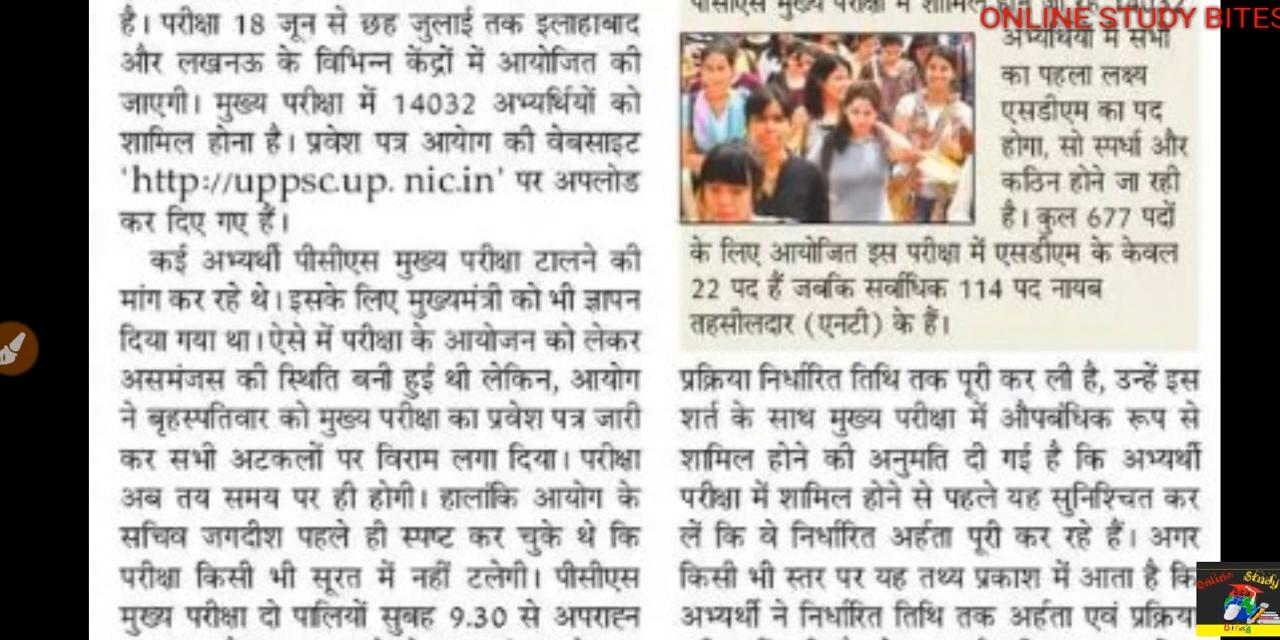 है। परीक्षा 18 जून से छह जुलाई तक इलाहाबाद
और लखनऊ के विभिन्न केंद्रों में आयोजित की
जाएगी। मुख्य परीक्षा में 14032 अभ्यर्थियों को
शामिल होना है। प्रवेश पत्र आयोग की वेबसाइट
'http://uppsc.up. nic.in' पर अपलोड
कर दिए गए हैं।
कई अभ्यर्थी पीसीएस मुख्य परीक्षा टालने की
मांग कर रहे थे। इसके लिए मुख्यमंत्री को भी ज्ञापन
दिया गया था। ऐसे में परीक्षा के आयोजन को लेकर
असमंजस की स्थिति बनी हुई थी लेकिन, आयोग
ने बृहस्पतिवार को मुख्य परीक्षा का प्रवेश पत्र जारी
कर सभी अटकलों पर विराम लगा दिया। परीक्षा
अब तय समय पर ही होगी। हालांकि आयोग के
सचिव जगदीश पहले ही स्पष्ट कर चुके थे कि
परीक्षा किसी भी सूरत में नहीं टलेगी। पीसीएस
मुख्य परीक्षा दो पालियों सुबह 9.30 से अपराह्न
पीसीएस मुख्य परीक्षा में शामिल
ONLINE STUDY BITES
अभ्यर्थियों में सभी
का पहला लक्ष्य
एसडीएम का पद
होगा, सो स्पर्धा और
कठिन होने जा रही
है। कुल 677 पदों
के लिए आयोजित इस परीक्षा में एसडीएम के केवल
22 पद हैं जबकि सर्वाधिक 114 पद नायब
तहसीलदार (एनटी) के हैं।
प्रक्रिया निर्धारित तिथि तक पूरी कर ली है, उन्हें इस
शर्त के साथ मुख्य परीक्षा में औपबंधिक रूप से
शामिल होने की अनुमति दी गई है कि अभ्यर्थी
परीक्षा में शामिल होने से पहले यह सुनिश्चित कर
लें कि वे निर्धारित अर्हता पूरी कर रहे हैं। अगर
किसी भी स्तर पर यह तथ्य प्रकाश में आता है कि
अभ्यर्थी ने निर्धारित तिथि तक अर्हता एवं प्रक्रिया
Online Study
Bites